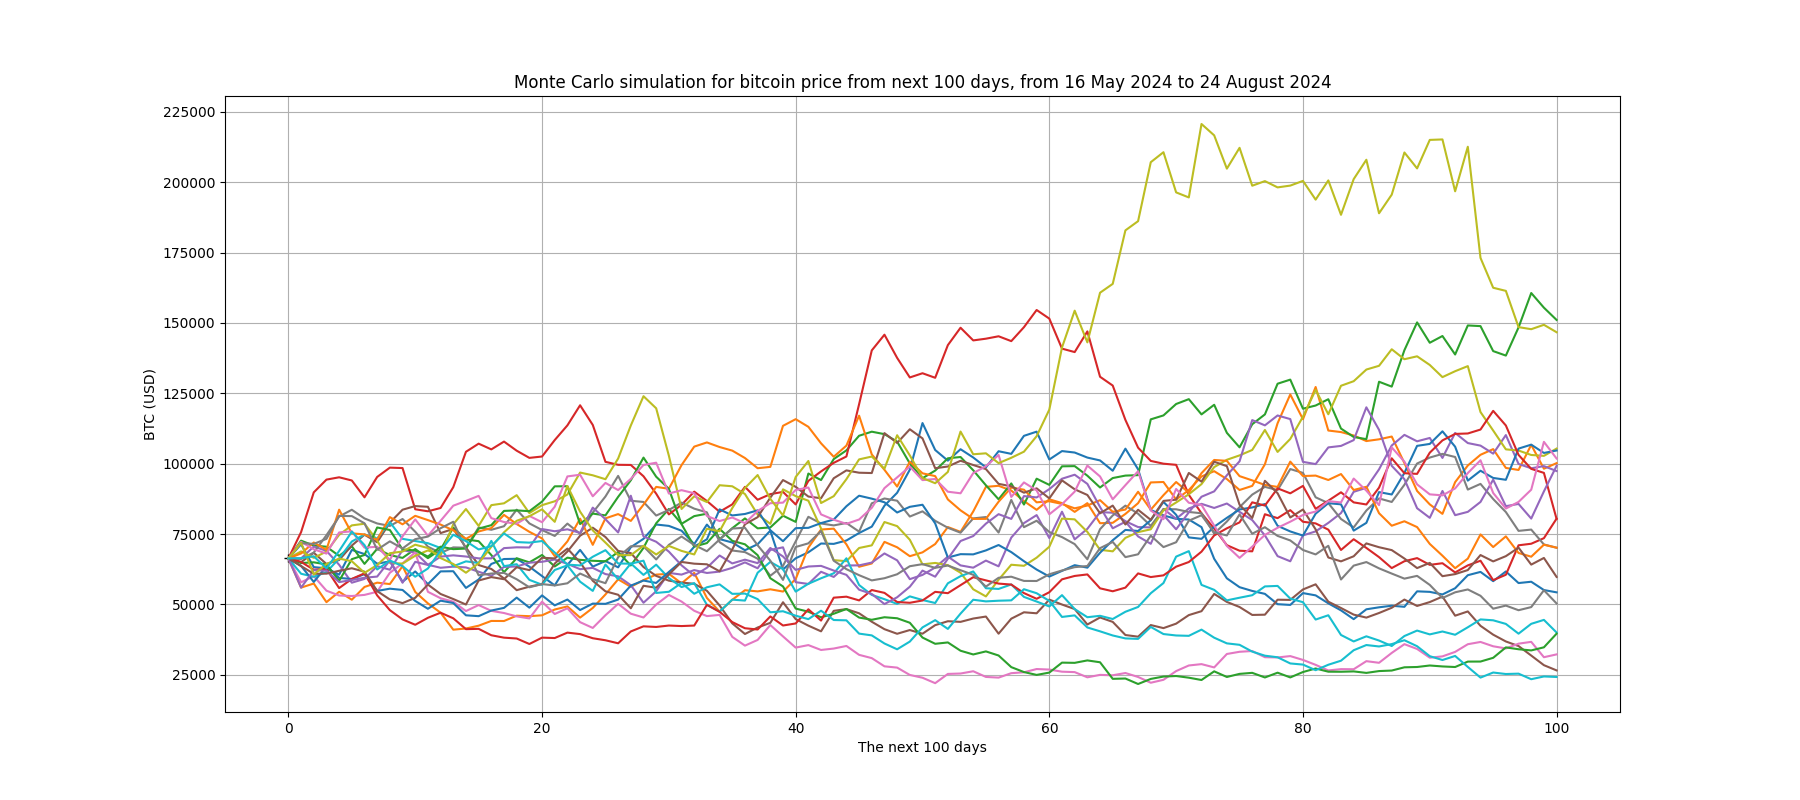 Monte Carlo simulation for bitcoin price from next 100 days, from 16 May 2024 to 24 August 2024
225000
200000
175000
150000
125000
100000
75000
50000
25000
BTC (USD)
0 20 40 60 80 100
The next 100 days